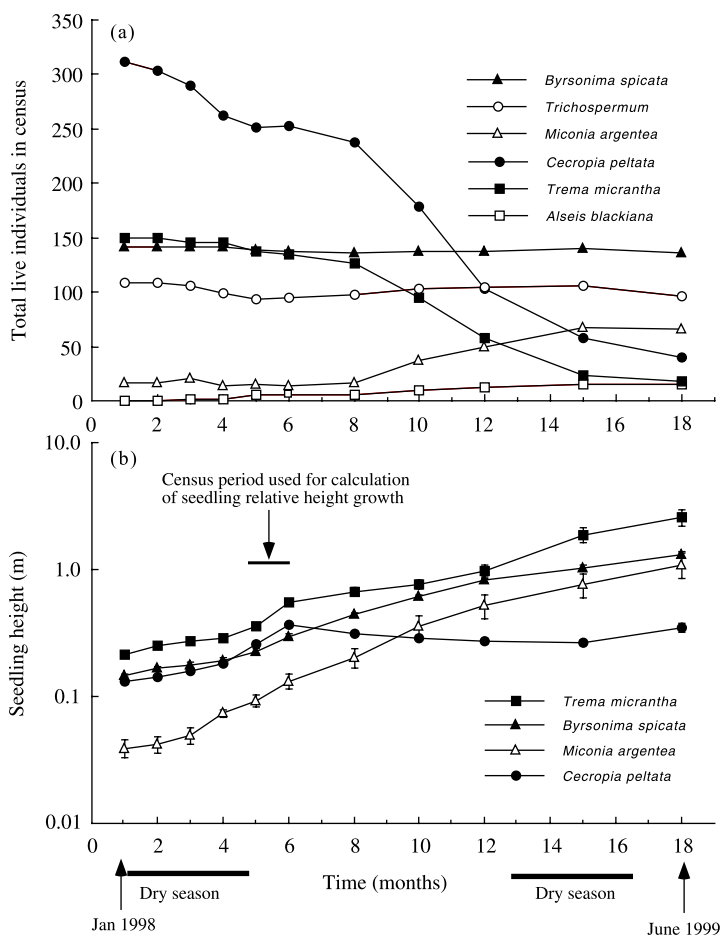 350
300
250
200
150
100
50
0
(a)
Total live individuals in census
Byrsonima spicata
Trichospermum
Miconia argentea
Cecropia peltata
Trema micrantha
Alseis blackiana
0 2 4 6 8 10 12 14 16 18
10.0
1.0
0.1
0.01
(b)
Seedling height (m)
Census period used for calculation
of seedling relative height growth
Trema micrantha
Byrsonima spicata
Miconia argentea
Cecropia peltata
0 2 4 6 8 10 12 14 16 18
Time (months)
Dry season
Dry season
Jan 1998
June 1999